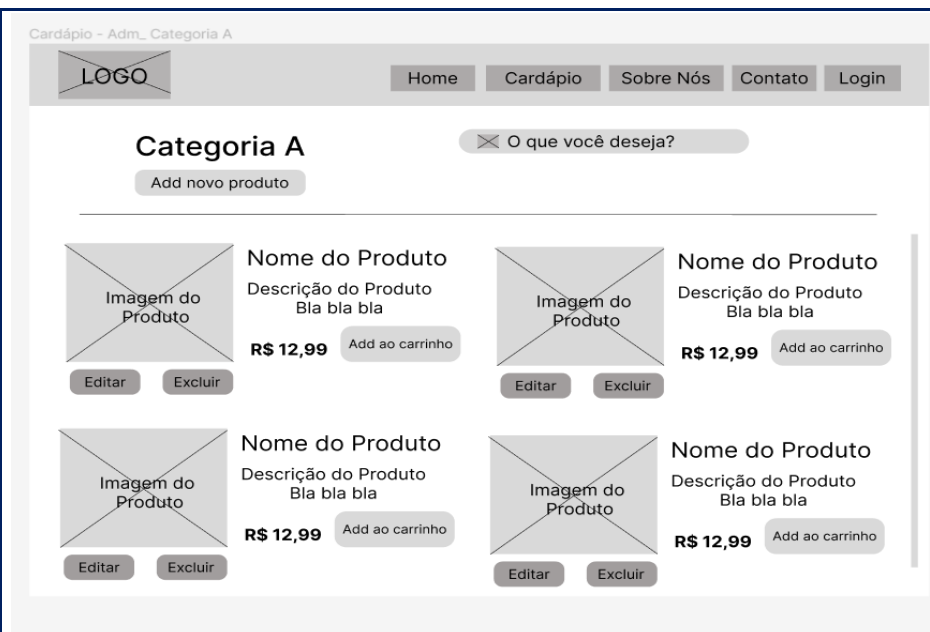 Cardápio - Adm_ Categoria A
LOGO
Home
Cardápio
Sobre Nós
Contato
Login
Categoria A
O que você deseja?
Add novo produto
Imagem do
Produto
Nome do Produto
Descrição do Produto
Bla bla bla
R$ 12,99
Add ao carrinho
Editar
Excluir
Imagem do
Produto
Nome do Produto
Descrição do Produto
Bla bla bla
R$ 12,99
Add ao carrinho
Editar
Excluir
Imagem do
Produto
Nome do Produto
Descrição do Produto
Bla bla bla
R$ 12,99
Add ao carrinho
Editar
Excluir
Imagem do
Produto
Nome do Produto
Descrição do Produto
Bla bla bla
R$ 12,99
Add ao carrinho
Editar
Excluir